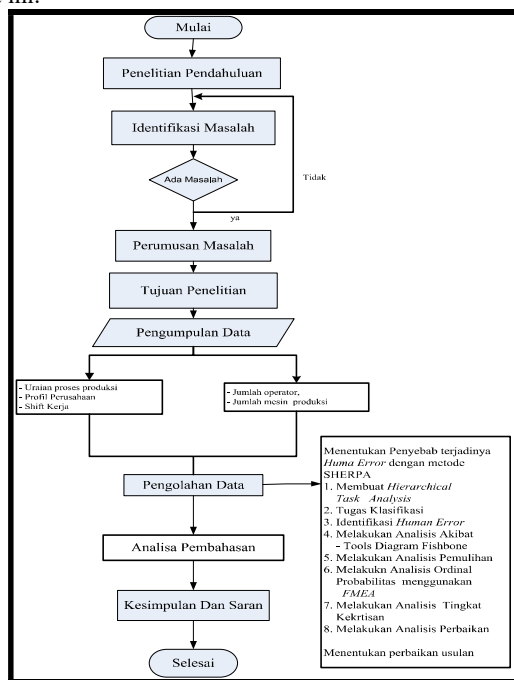 Mulai
Penelitian Pendahuluan
Identifikasi Masalah
Ada Masalah
Tidak
ya
Perumusan Masalah
Tujuan Penelitian
Pengumpulan Data
- Uraian proses produksi
- Profil Perusahaan
- Shift Kerja
- Jumlah operator,
- Jumlah mesin produksi
Pengolahan Data
Menentukan Penyebab terjadinya
Huma Error dengan metode
SHERPA
1. Membuat Hierarchical
Task Analysis
2. Tugas Klasifikasi
3. Identifikasi Human Error
4. Melakukan Analisis Akibat
- Tools Diagram Fishbone
5. Melakukan Analisis Pemulihan
6. Melakukn Analisis Ordinal
Probabilitas menggunakan
FMEA
7. Melakukan Analisis Tingkat
Kekrtisan
8. Melakukan Analisis Perbaikan
Menentukan perbaikan usulan
Analisa Pembahasan
Kesimpulan Dan Saran
Selesai